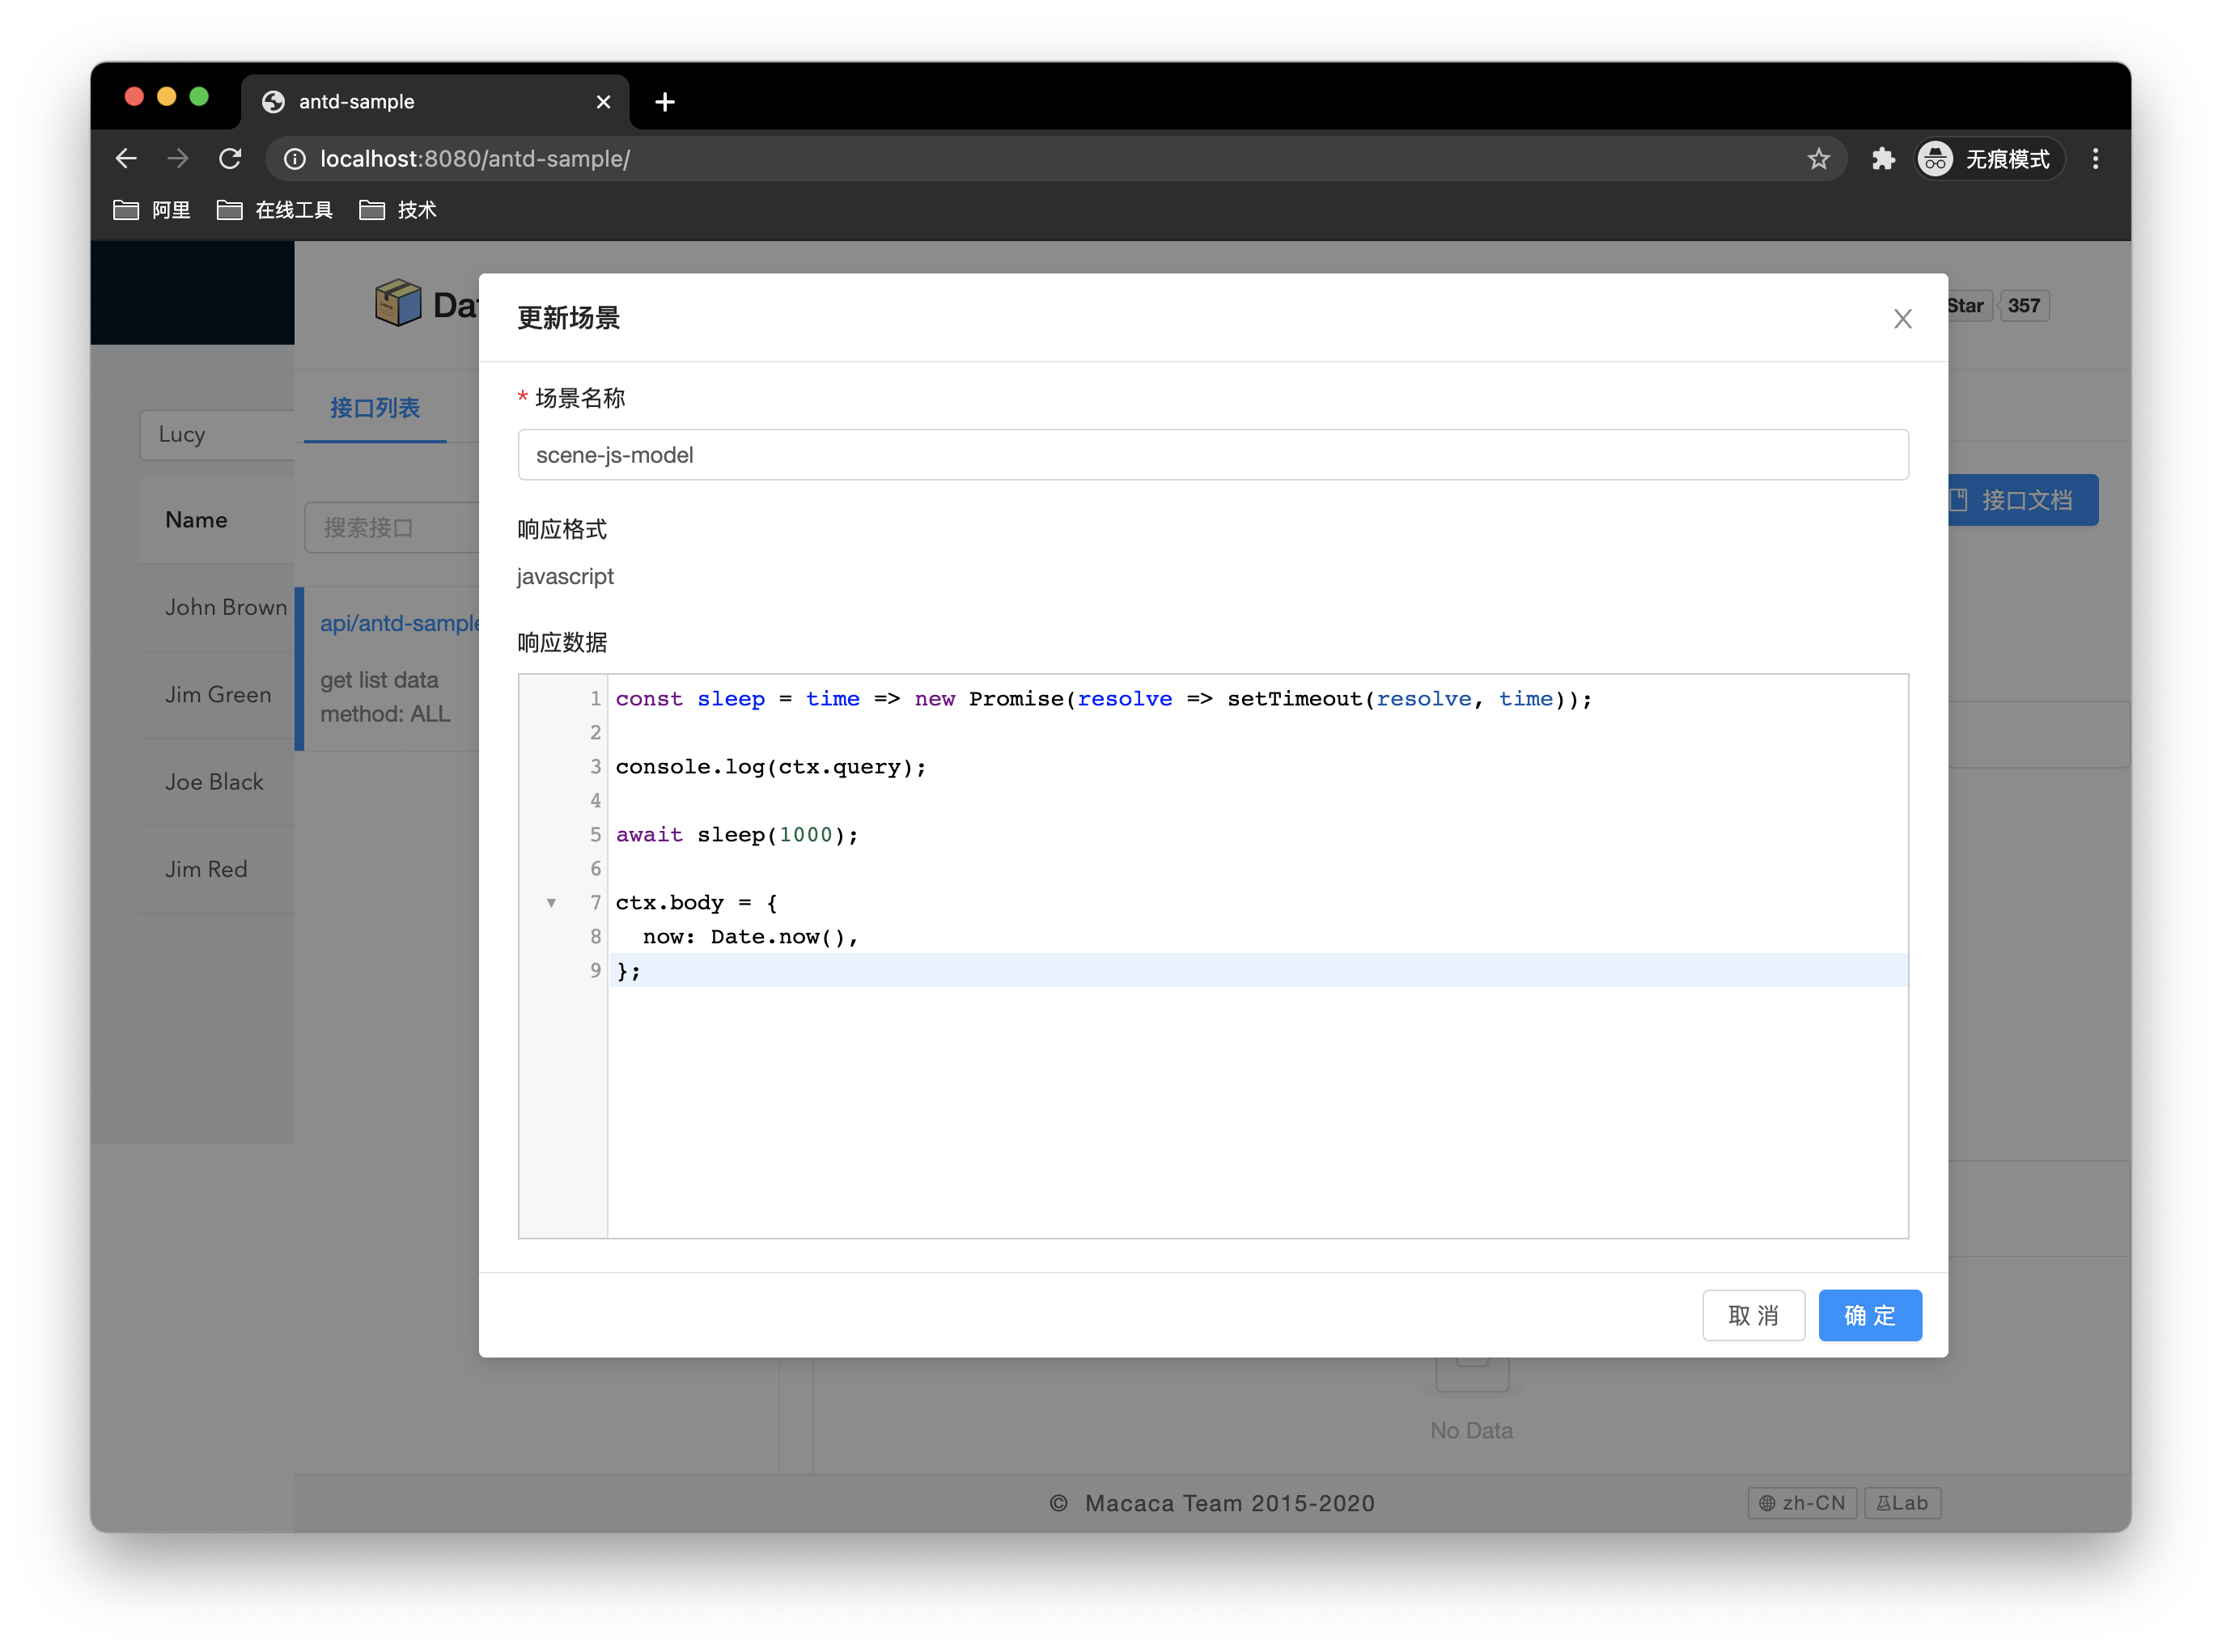 antd-sample
localhost:8080/antd-sample/
无痕模式
阿里 在线工具 技术
Da
Star 357
更新场景
接口列表
* 场景名称
Lucy
scene-js-model
接口文档
Name
搜索接口
响应格式
javascript
John Brown
api/antd-sample
响应数据
get list data
method: ALL
Jim Green
Joe Black
Jim Red
1 const sleep = time => new Promise(resolve => setTimeout(resolve, time));
2
3 console.log(ctx.query);
4
5 await sleep(1000);
6
7 ctx.body = {
8 now: Date.now(),
9 };
取 消 确 定
No Data
© Macaca Team 2015-2020
zh-CN Lab